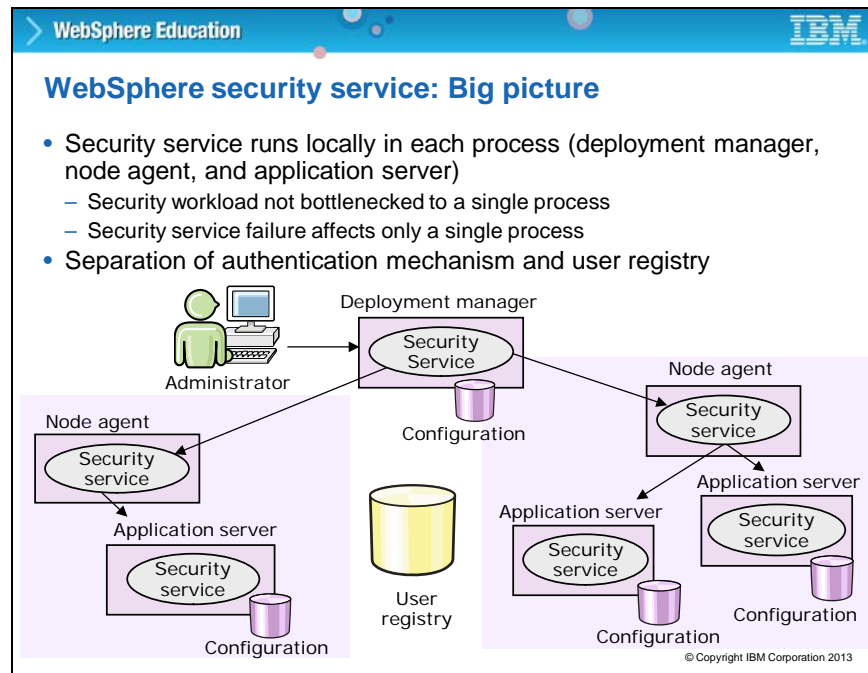 WebSphere Education
IBM
WebSphere security service: Big picture
• Security service runs locally in each process (deployment manager,
node agent, and application server)
– Security workload not bottlenecked to a single process
– Security service failure affects only a single process
• Separation of authentication mechanism and user registry
Deployment manager
Security
Service
Administrator
Configuration
Node agent
Security
service
Node agent
Security
service
Application server
Security
service
Configuration
User
registry
Application server
Security
service
Configuration
Application server
Security
service
Configuration
© Copyright IBM Corporation 2013